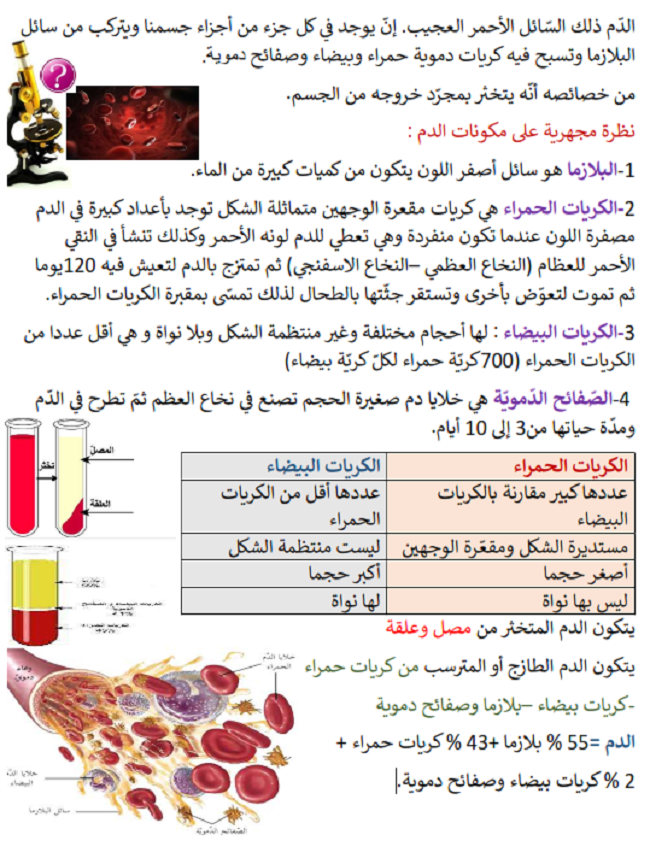 الدّم ذلك السّائل الأحمر العجيب. إنّ يوجد في كل جزء من أجزاء جسمنا ويتركب من سائل
البلازما وتسبح فيه كريات دموية حمراء وبيضاء وصفائح دموية.
?
من خصائصه أنّه يتخثر بمجرّد خروجه من الجسم.
نظرة مجهرية على مكونات الدم :
1-البلازما هو سائل أصفر اللون يتكون من كميات كبيرة من الماء.
2-الكريات الحمراء هي كريات مقعرة الوجهين متماثلة الشكل توجد بأعداد كبيرة في الدم
مصفرة اللون عندما تكون منفردة وهي تعطي للدم لونه الأحمر وكذلك تتشأ في النقي
الأحمر للعظام (النخاع العظمي –النخاع الاسفنجي) ثم تمتزج بالدم لتعيش فيه 120يوما
ثم تموت لتعوّض بأخرى وتستقر جثّتها بالطحال لذلك تمسّى بمقبرة الكريات الحمراء.
3-الكريات البيضاء : لها أحجام مختلفة وغير منتظمة الشكل وبلا نواة و هي أقل عددا من
الكريات الحمراء (700كريّة حمراء لكلّ كريّة بيضاء)
4-الصّفائح الدّمويّة هي خلايا دم صغيرة الحجم تصنع في نخاع العظم ثمّ تطرح في الدّم
ومدّة حياتها من3 إلى 10 أيام.
الكريات الحمراء الكريات البيضاء
عددها كبير مقارنة بالكريات البيضاء عددها أقل من الكريات الحمراء
مستديرة الشكل ومقعّرة الوجهين ليست منتظمة الشكل
أصغر حجما أكبر حجما
ليس بها نواة لها نواة
المصل
تخثر
العلقة
يتكون الدم المتخثر من مصل وعلقة
يتكون الدم الطازج أو المترسب من كريات حمراء
-كريات بيضاء –بلازما وصفائح دموية
الدم =55 % بلازما +43 % كريات حمراء +
2 % كريات بيضاء وصفائح دموية.
خلايا الدّم
الحمراء
وعاء
دمويّ
خلايا الدّم
البيضاء
سائل البلازما
الصّفائح الدّمويّة